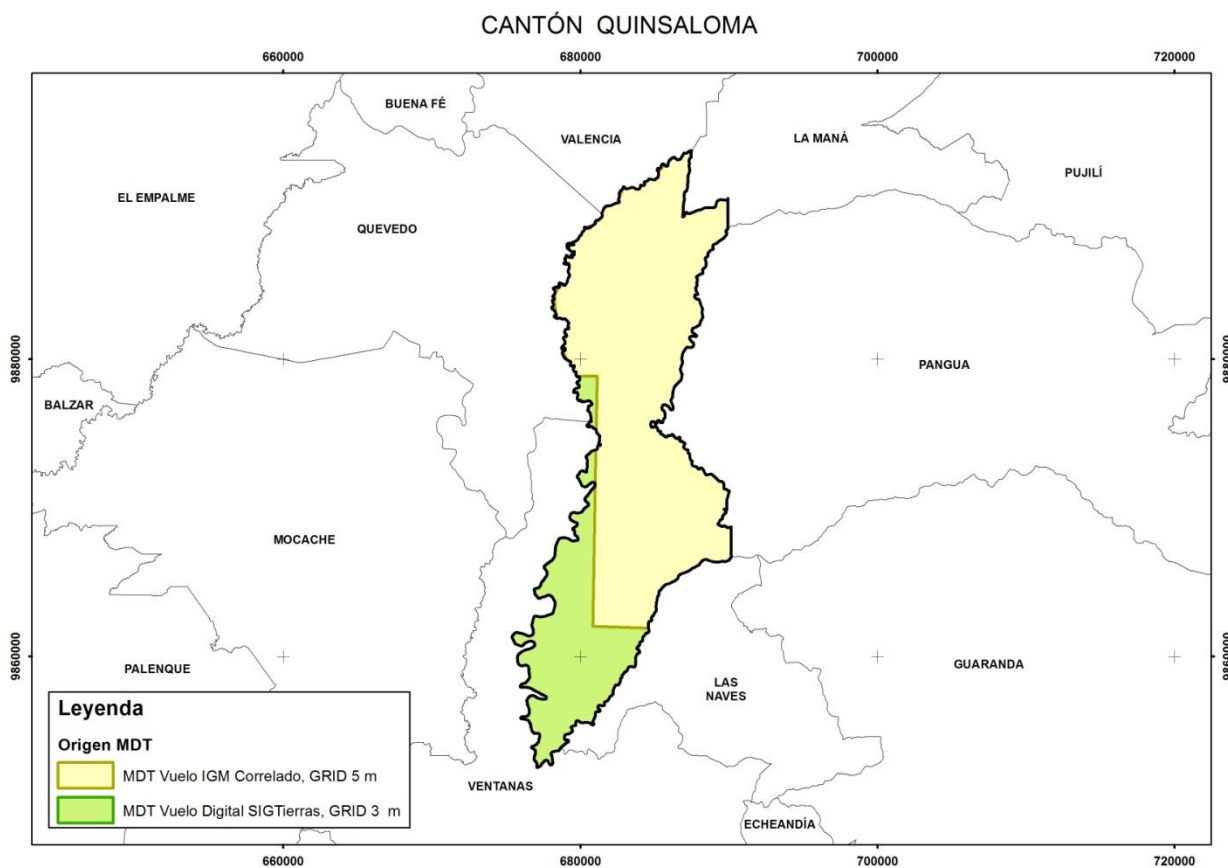 CANTÓN QUINSALOMA
660000
680000
700000
720000
BUENA FÉ
VALENCIA
LA MANÁ
PUJILÍ
EL EMPALME
QUEVEDO
9880000
9880000
PANGUA
BALZAR
MOCACHE
9860000
9860000
PALENQUE
GUARANDA
LAS
NAVES
VENTANAS
ECHEANDÍA
Leyenda
Origen MDT
MDT Vuelo IGM Correlado, GRID 5 m
MDT Vuelo Digital SIGTierras, GRID 3 m
660000
680000
700000
720000